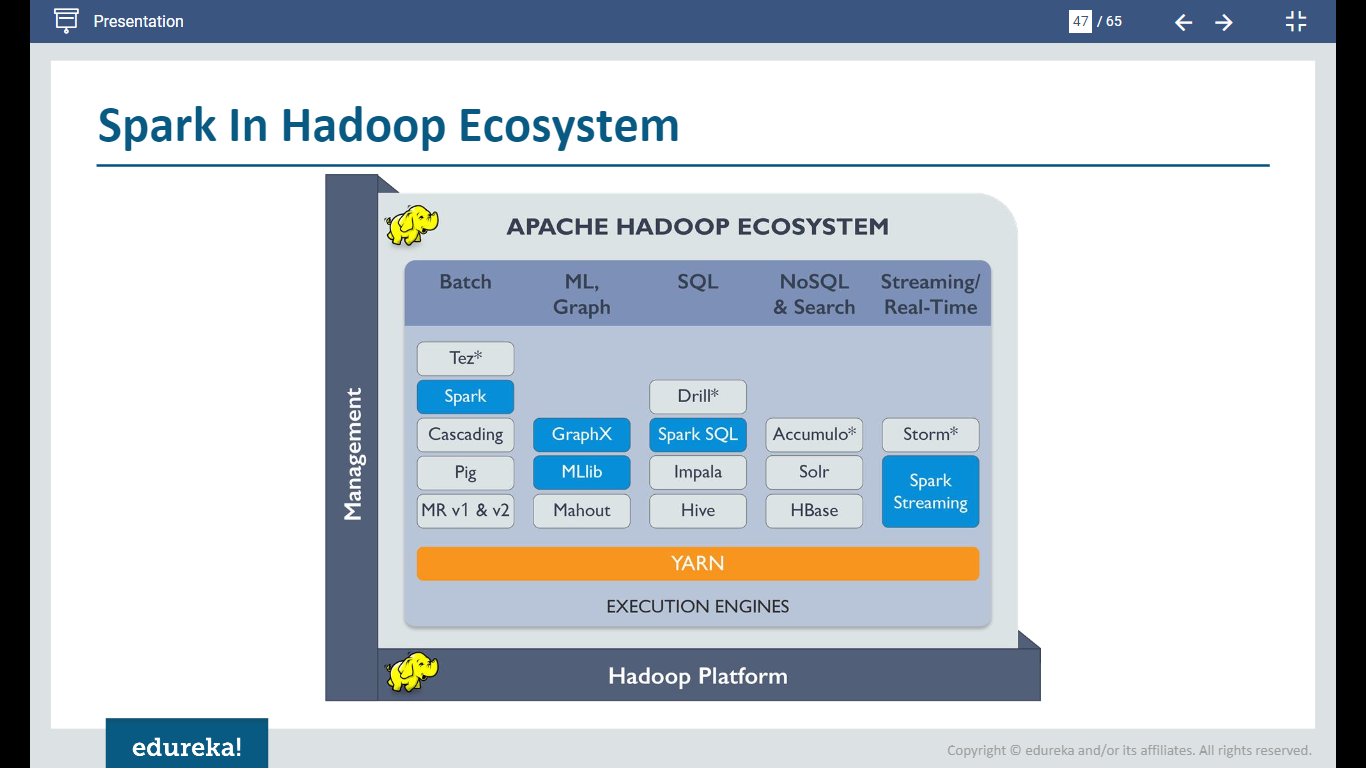 Presentation
47 / 65
Spark In Hadoop Ecosystem
APACHE HADOOP ECOSYSTEM
Management
Batch
ML,
Graph
SQL
NoSQL
& Search
Streaming/
Real-Time
Tez*
Spark
Cascading
Pig
MR v1 & v2
GraphX
MLlib
Mahout
Drill*
Spark SQL
Impala
Hive
Accumulo*
Solr
HBase
Storm*
Spark
Streaming
YARN
EXECUTION ENGINES
Hadoop Platform
edureka!
Copyright © edureka and/or its affiliates. All rights reserved.